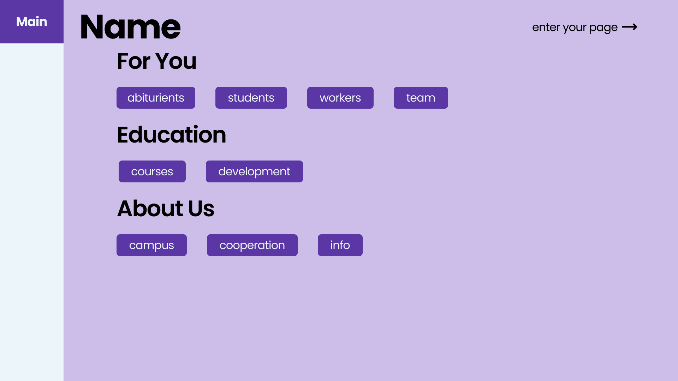 Main
Name
enter your page →
For You
abiturients students workers team
Education
courses development
About Us
campus cooperation info